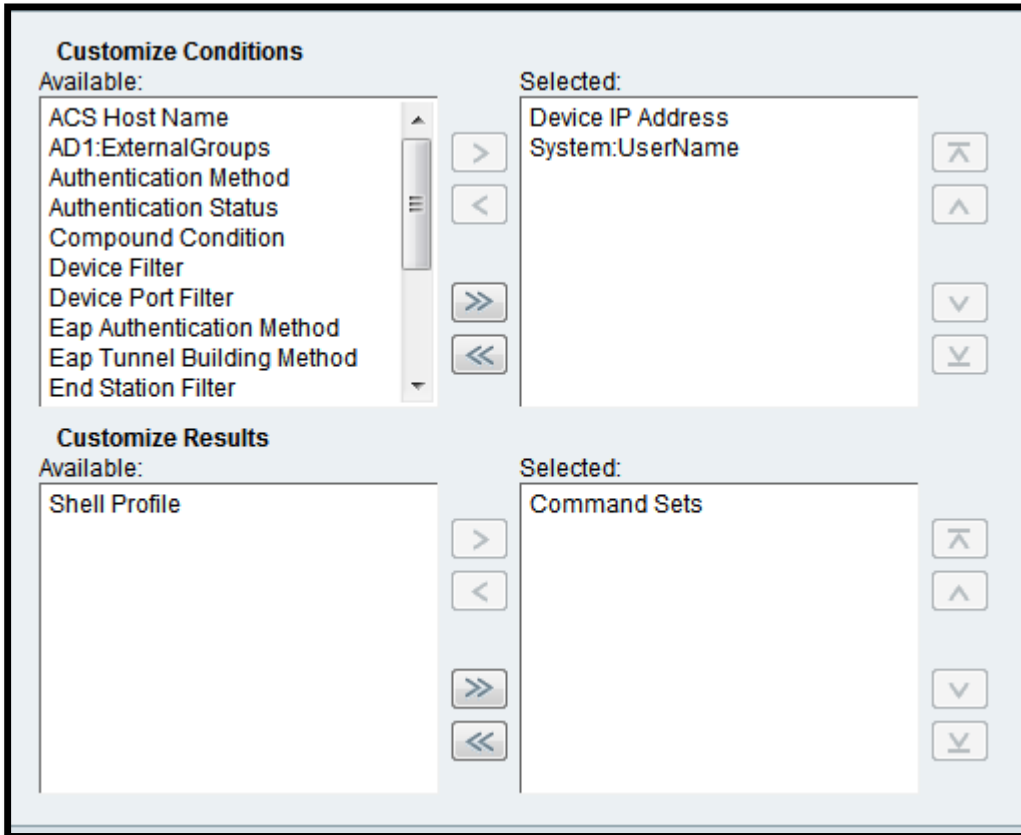 Customize Conditions
Available:
ACS Host Name
AD1:ExternalGroups
Authentication Method
Authentication Status
Compound Condition
Device Filter
Device Port Filter
Eap Authentication Method
Eap Tunnel Building Method
End Station Filter
Selected:
Device IP Address
System:UserName
Customize Results
Available:
Shell Profile
Selected:
Command Sets